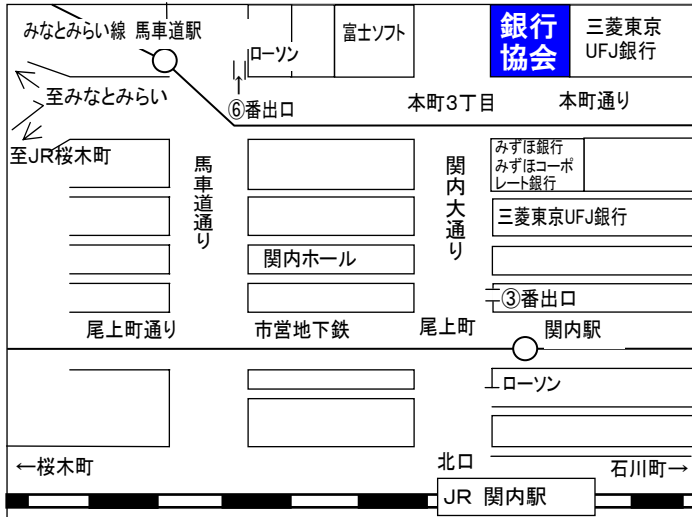 みなとみらい線 馬車道駅
ローソン
富士ソフト
銀行
協会
三菱東京
UFJ銀行
至みなとみらい
⑥番出口
本町3丁目
本町通り
至JR桜木町
馬車道通り
関内大通り
みずほ銀行
みずほコーポ
レート銀行
三菱東京UFJ銀行
関内ホール
③番出口
尾上町通り
市営地下鉄
尾上町
関内駅
ローソン
←桜木町
北口
石川町→
JR 関内駅